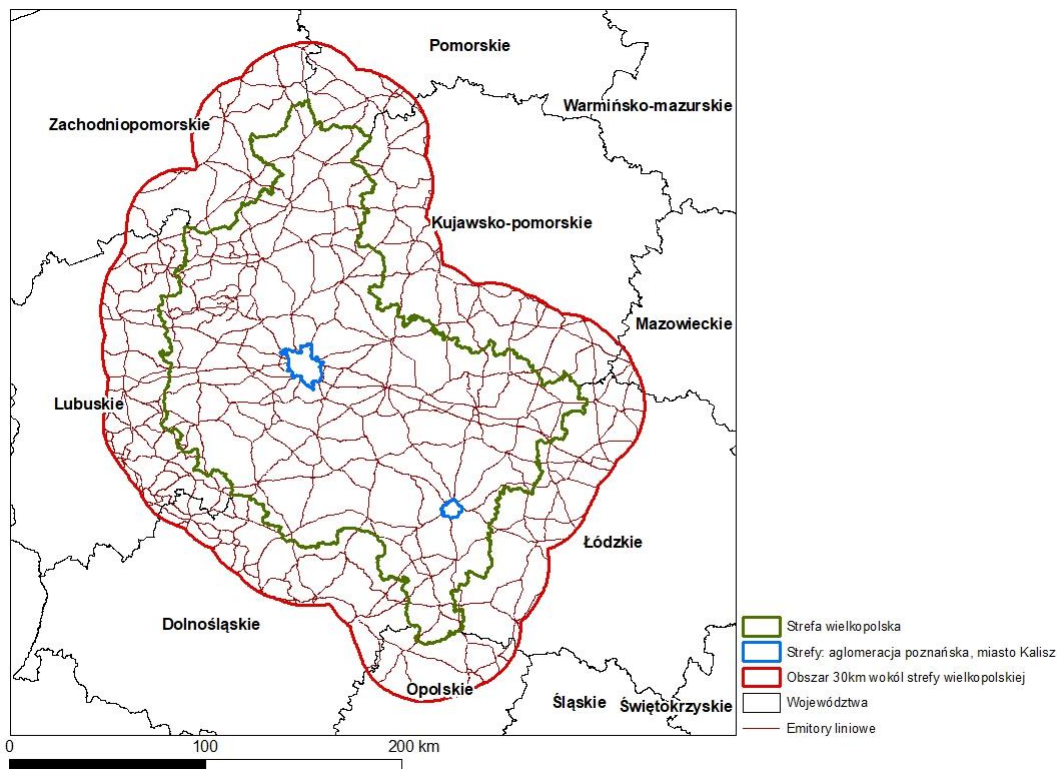 Pomorskie
Warmińsko-mazurskie
Zachodniopomorskie
Kujawsko-pomorskie
Mazowieckie
Lubuskie
Łódzkie
Dolnośląskie
Opolskie
Śląskie
Świętokrzyskie
Strefa wielkopolska
Strefy: aglomeracja poznańska, miasto Kalisz
Obszar 30km wokół strefy wielkopolskiej
Województwa
Emitory liniowe
0 100 200 km